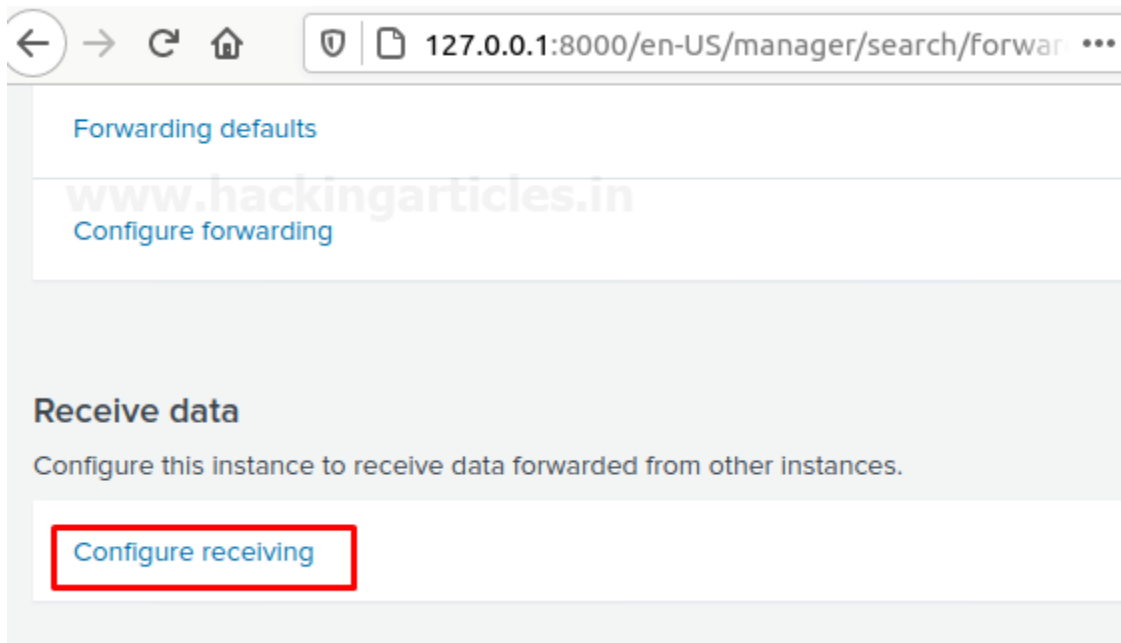 127.0.0.1:8000/en-US/manager/search/forwar
Forwarding defaults
www.hackingarticles.in
Configure forwarding
Receive data
Configure this instance to receive data forwarded from other instances.
Configure receiving